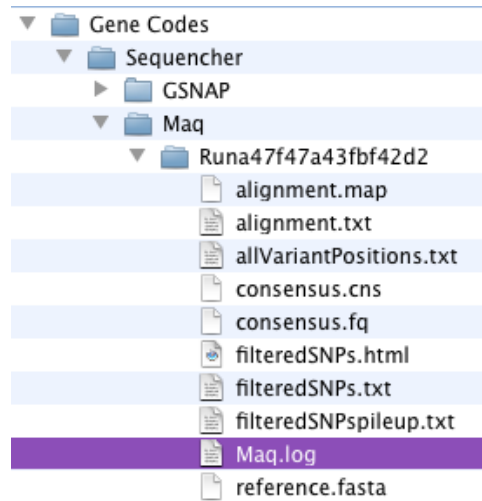 Gene Codes
Sequencher
GSNAP
Maq
Runa47f47a43fbf42d2
alignment.map
alignment.txt
allVariantPositions.txt
consensus.cns
consensus.fq
filteredSNPs.html
filteredSNPs.txt
filteredSNPspileup.txt
Maq.log
reference.fasta